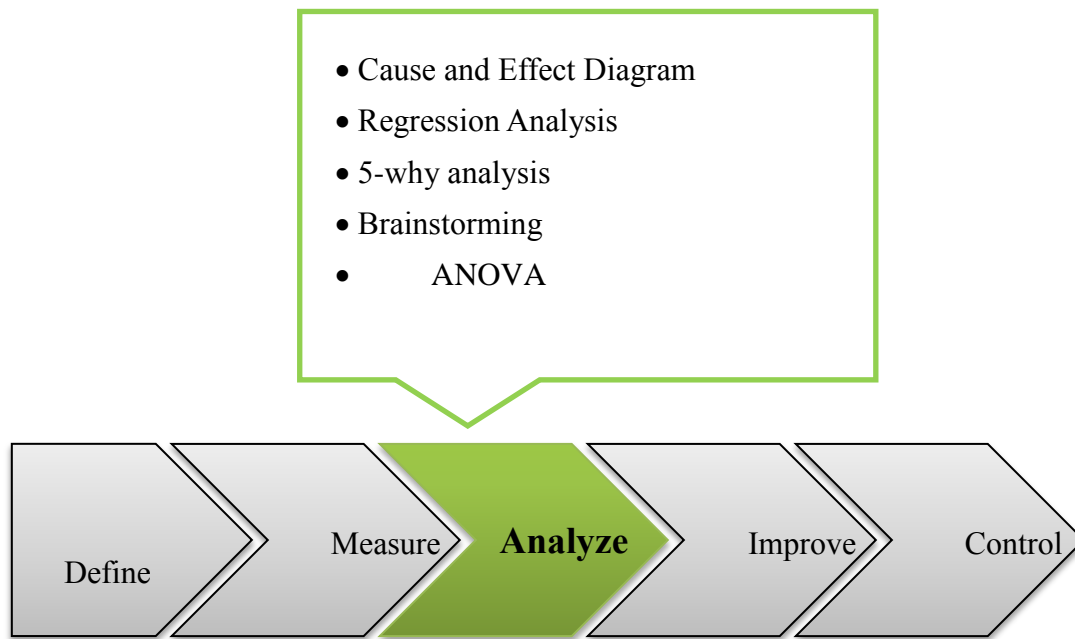 • Cause and Effect Diagram
• Regression Analysis
• 5-why analysis
• Brainstorming
• ANOVA
Define
Measure
Analyze
Improve
Control